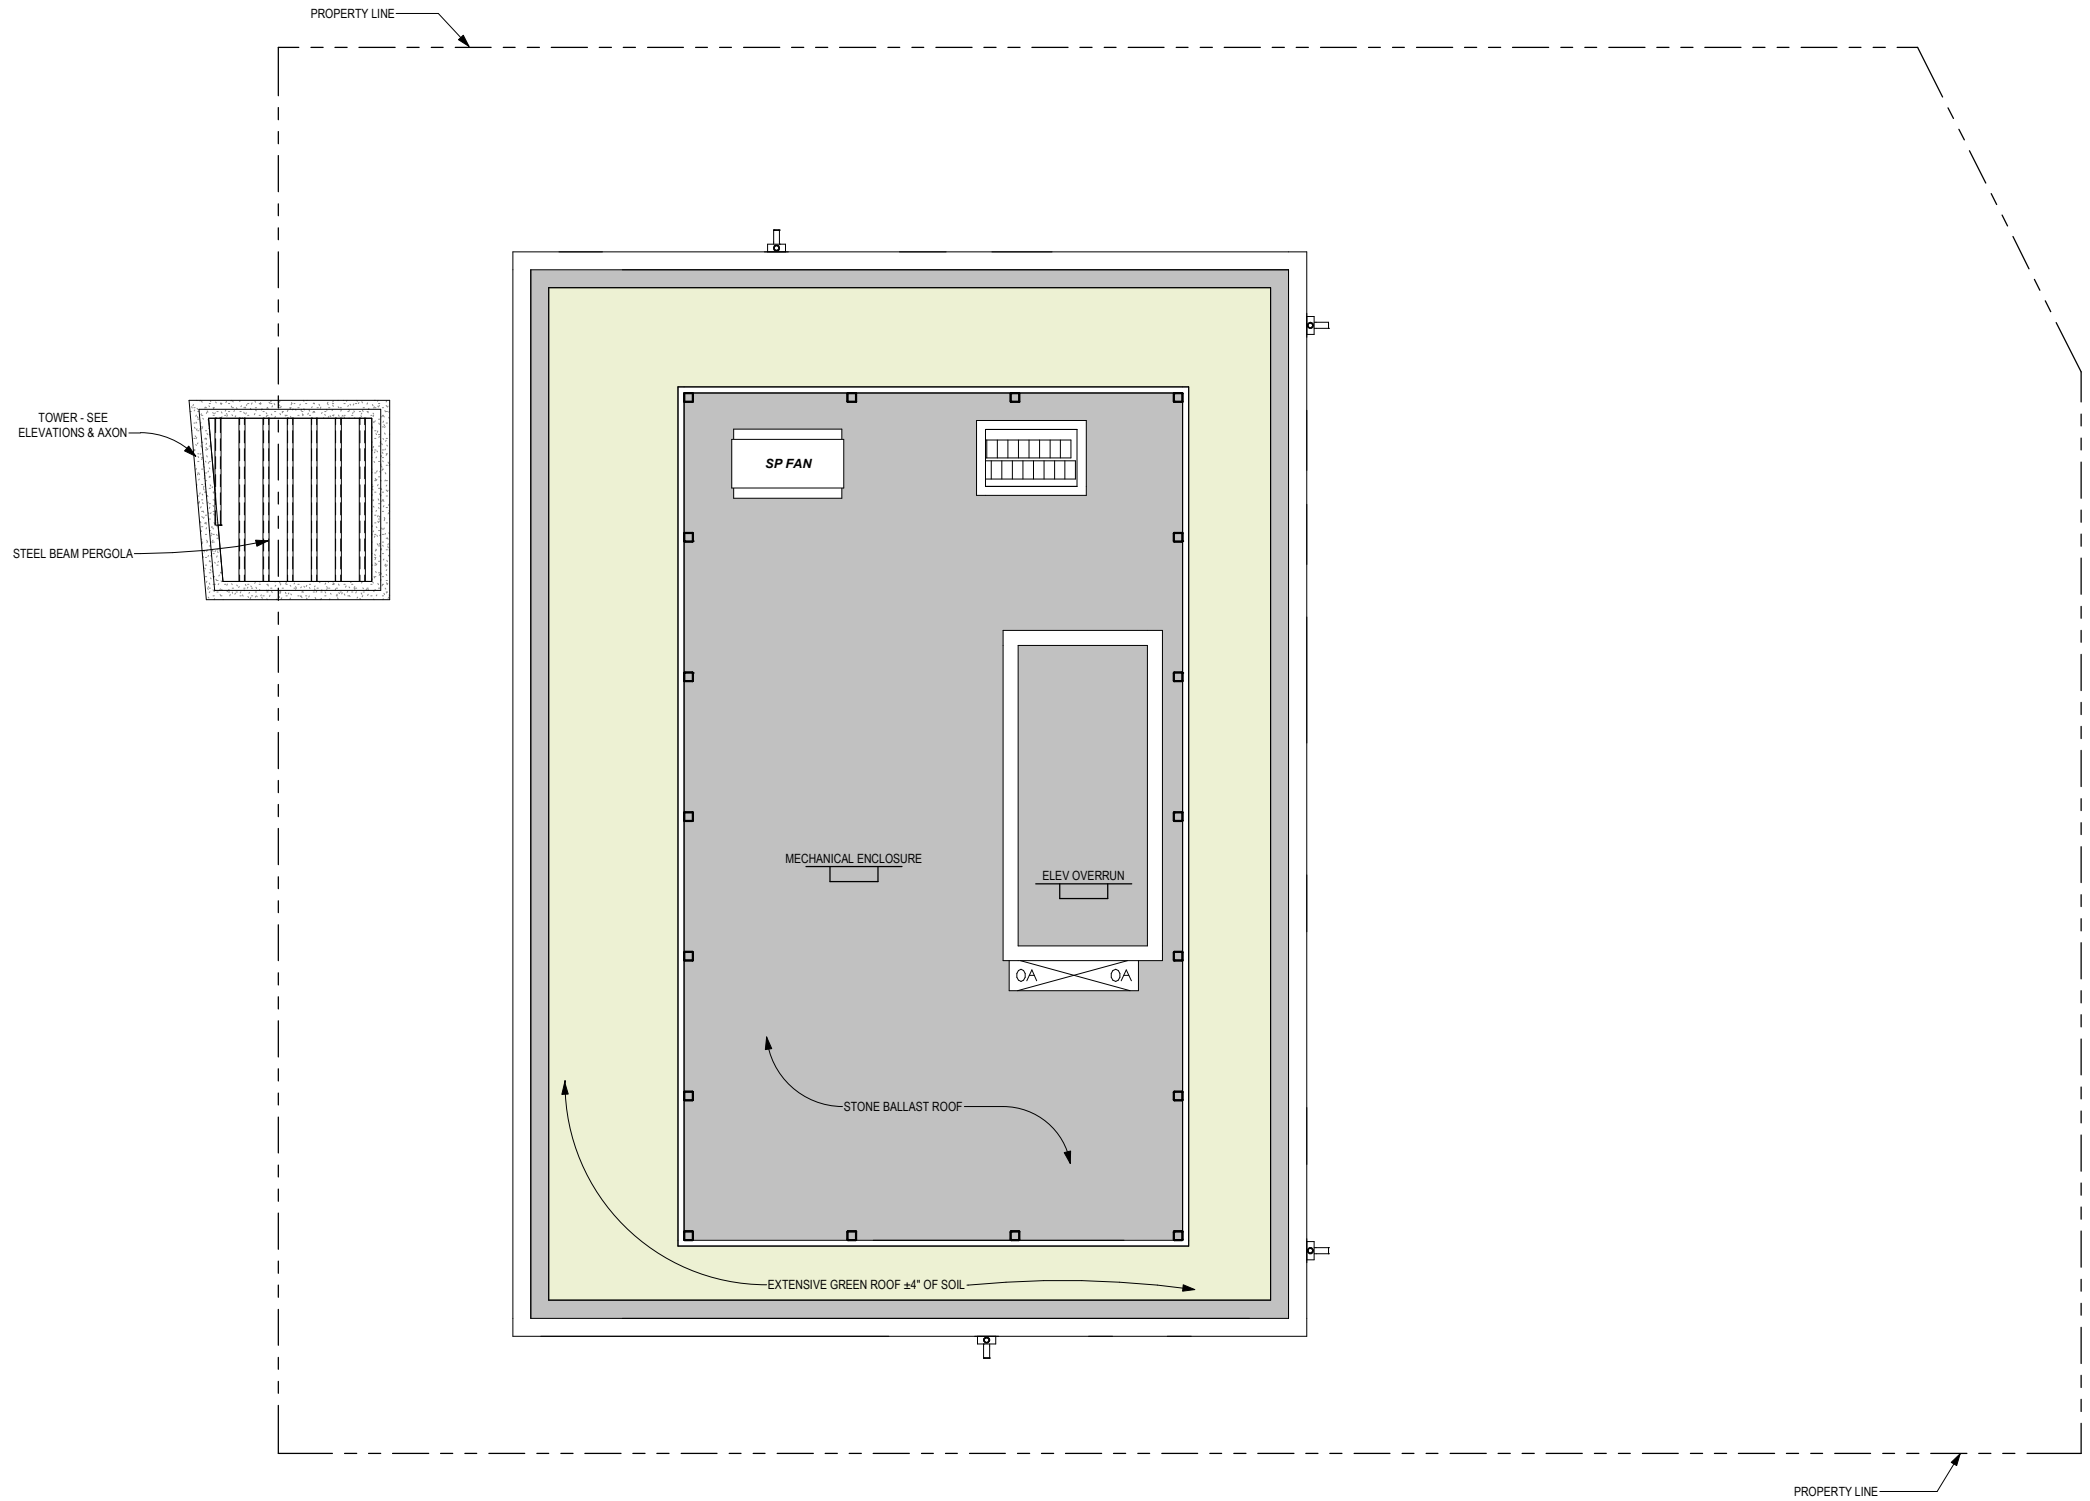 PROPERTY LINE
TOWER - SEE
ELEVATIONS & AXON
SP FAN
STEEL BEAM PERGOLA
MECHANICAL ENCLOSURE
ELEV OVERRUN
OA OA
STONE BALLAST ROOF
EXTENSIVE GREEN ROOF ±4" OF SOIL
PROPERTY LINE